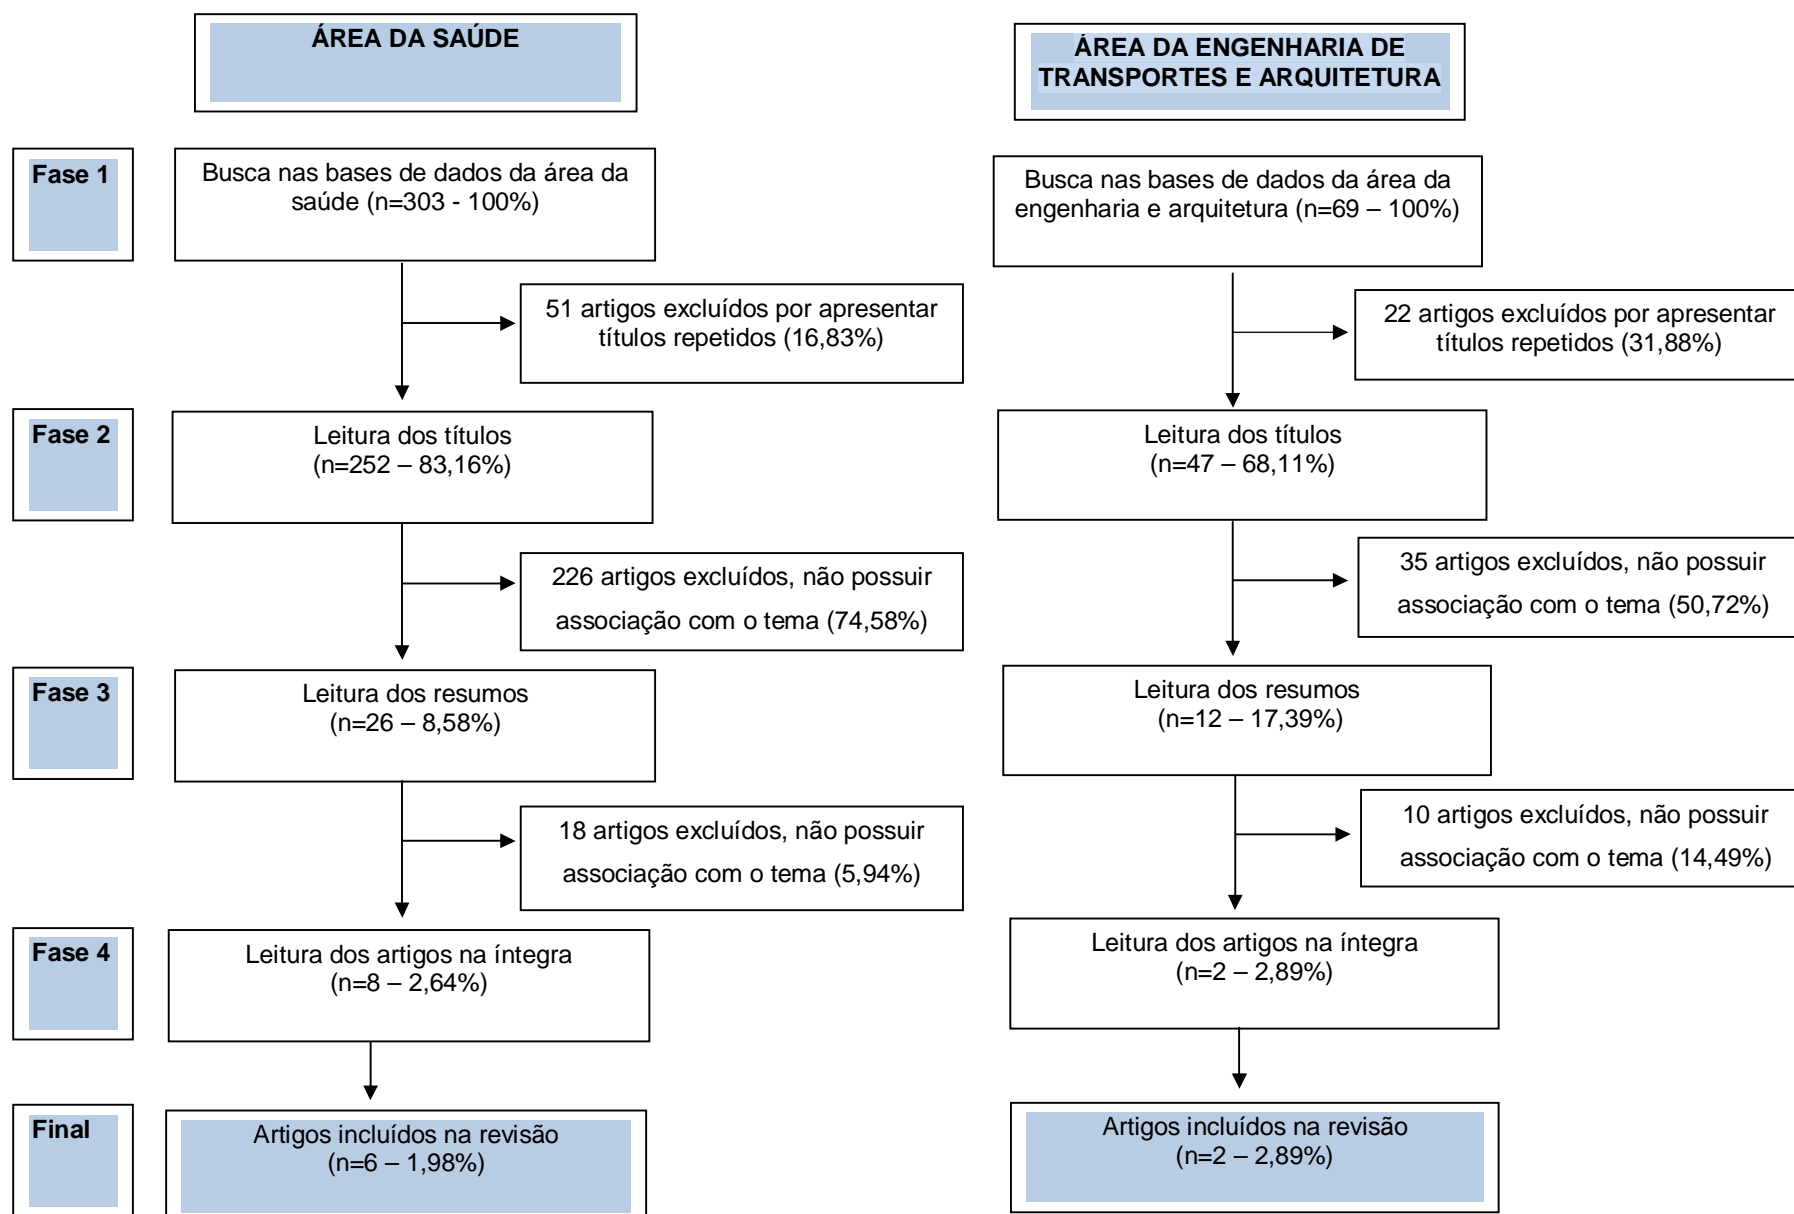 ÁREA DA SAÚDE
ÁREA DA ENGENHARIA DE
TRANSPORTES E ARQUITETURA
Fase 1
Busca nas bases de dados da área da
saúde (n=303 - 100%)
Busca nas bases de dados da área da
engenharia e arquitetura (n=69 – 100%)
51 artigos excluídos por apresentar
títulos repetidos (16,83%)
22 artigos excluídos por apresentar
títulos repetidos (31,88%)
Fase 2
Leitura dos títulos
(n=252 – 83,16%)
Leitura dos títulos
(n=47 – 68,11%)
226 artigos excluídos, não possuir
associação com o tema (74,58%)
35 artigos excluídos, não possuir
associação com o tema (50,72%)
Fase 3
Leitura dos resumos
(n=26 – 8,58%)
Leitura dos resumos
(n=12 – 17,39%)
18 artigos excluídos, não possuir
associação com o tema (5,94%)
10 artigos excluídos, não possuir
associação com o tema (14,49%)
Fase 4
Leitura dos artigos na íntegra
(n=8 – 2,64%)
Leitura dos artigos na íntegra
(n=2 – 2,89%)
Final
Artigos incluídos na revisão
(n=6 – 1,98%)
Artigos incluídos na revisão
(n=2 – 2,89%)